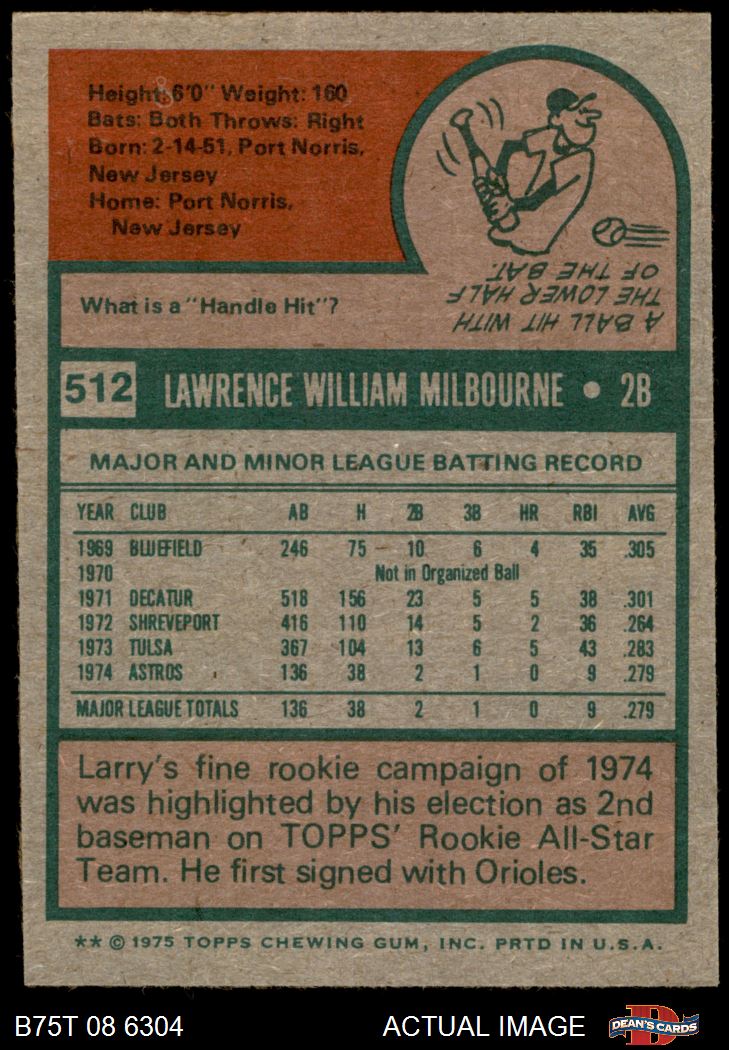 Height: 6'0" Weight: 160
Bats: Both Throws: Right
Born: 2-14-51, Port Norris,
New Jersey
Home: Port Norris,
New Jersey
What is a "Handle Hit"?
A BALL HIT WITH
THE LOWER HALF
OF THE BAT.
512 LAWRENCE WILLIAM MILBOURNE • 2B
MAJOR AND MINOR LEAGUE BATTING RECORD
YEAR CLUB AB H 2B 3B HR RBI AVG
1969 BLUEFIELD 246 75 10 6 4 35 .305
1970 Not in Organized Ball
1971 DECATUR 518 156 23 5 5 38 .301
1972 SHREVEPORT 416 110 14 5 2 36 .264
1973 TULSA 367 104 13 6 5 43 .283
1974 ASTROS 136 38 2 1 0 9 .279
MAJOR LEAGUE TOTALS 136 38 2 1 0 9 .279
Larry's fine rookie campaign of 1974
was highlighted by his election as 2nd
baseman on TOPPS' Rookie All-Star
Team. He first signed with Orioles.
** © 1975 TOPPS CHEWING GUM, INC. PRTD IN U.S.A.
B75T 08 6304 ACTUAL IMAGE DEAN'S CARDS